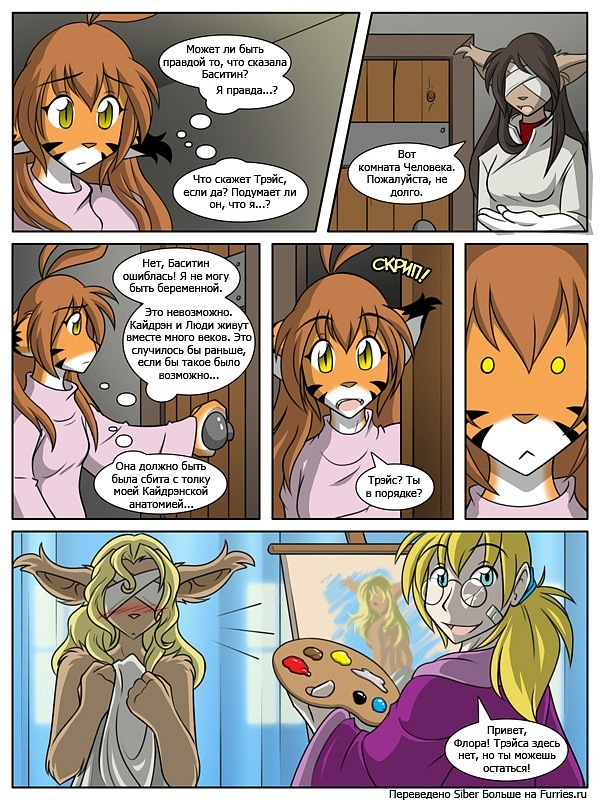 Может ли быть
правдой то, что сказала
Баситин?
Я правда...?
Что скажет Трэйс,
если да? Подумает ли
он, что я...?
Вот
комната Человека.
Пожалуйста, не
долго.
Нет, Баситин
ошиблась! Я не могу
быть беременной.
Это невозможно.
Кайдрэн и Люди живут
вместе много веков. Это
случилось бы раньше,
если бы такое было
возможно...
Она должно быть
была сбита с толку
моей Кайдрэнской
анатомией...
СКРИП!
Трэйс? Ты
в порядке?
Привет,
Флора! Трэйса здесь
нет, но ты можешь
остаться!
Переведено Siber Больше на Furries.ru